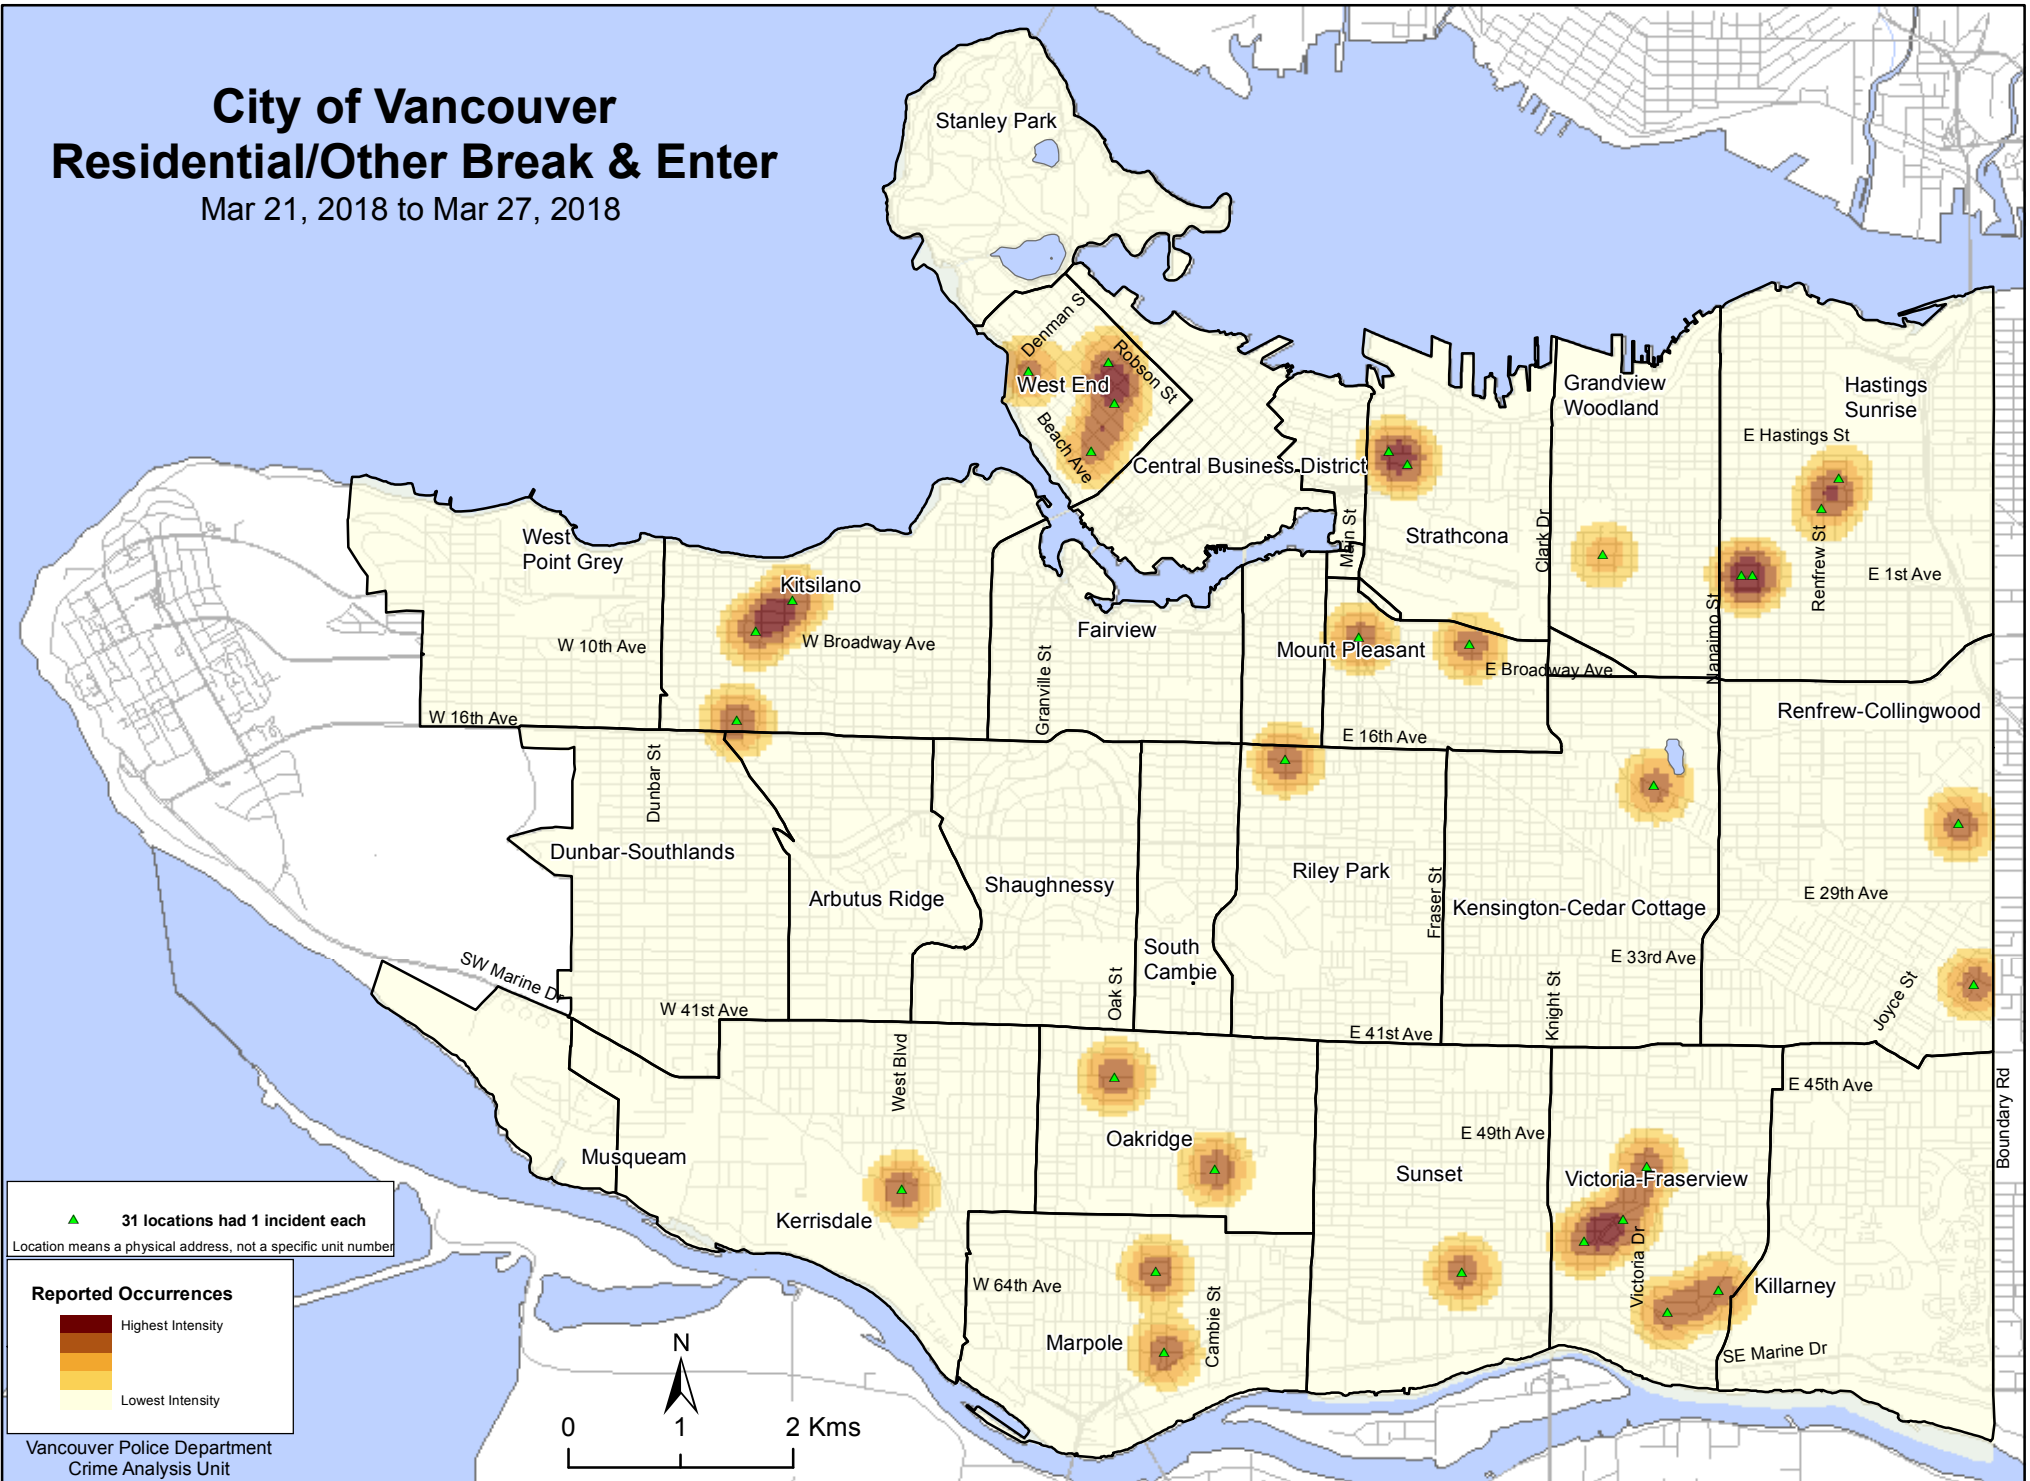 City of Vancouver
Residential/Other Break & Enter
Mar 21, 2018 to Mar 27, 2018
Stanley Park
Denman S
Robson St
West End
Beach Ave
Central Business District
Grandview
Woodland
Hastings
Sunrise
E Hastings St
Main St
Strathcona
Clark Dr
Renfrew St
E 1st Ave
Nanaimo St
West
Point Grey
Kitsilano
W 10th Ave
W Broadway Ave
Fairview
Granville St
Mount Pleasant
E Broadway Ave
W 16th Ave
E 16th Ave
Renfrew-Collingwood
Dunbar St
Dunbar-Southlands
Arbutus Ridge
Shaughnessy
Riley Park
Fraser St
Kensington-Cedar Cottage
E 29th Ave
South
Cambie
E 33rd Ave
SW Marine Dr
Oak St
Knight St
Joyce St
W 41st Ave
E 41st Ave
West Blvd
E 45th Ave
Boundary Rd
Oakridge
E 49th Ave
Musqueam
Sunset
Victoria-Fraserview
Kerrisdale
Victoria Dr
W 64th Ave
Cambie St
Killarney
Marpole
SE Marine Dr
31 locations had 1 incident each
Location means a physical address, not a specific unit number
Reported Occurrences
Highest Intensity
Lowest Intensity
N
0 1 2 Kms
Vancouver Police Department
Crime Analysis Unit